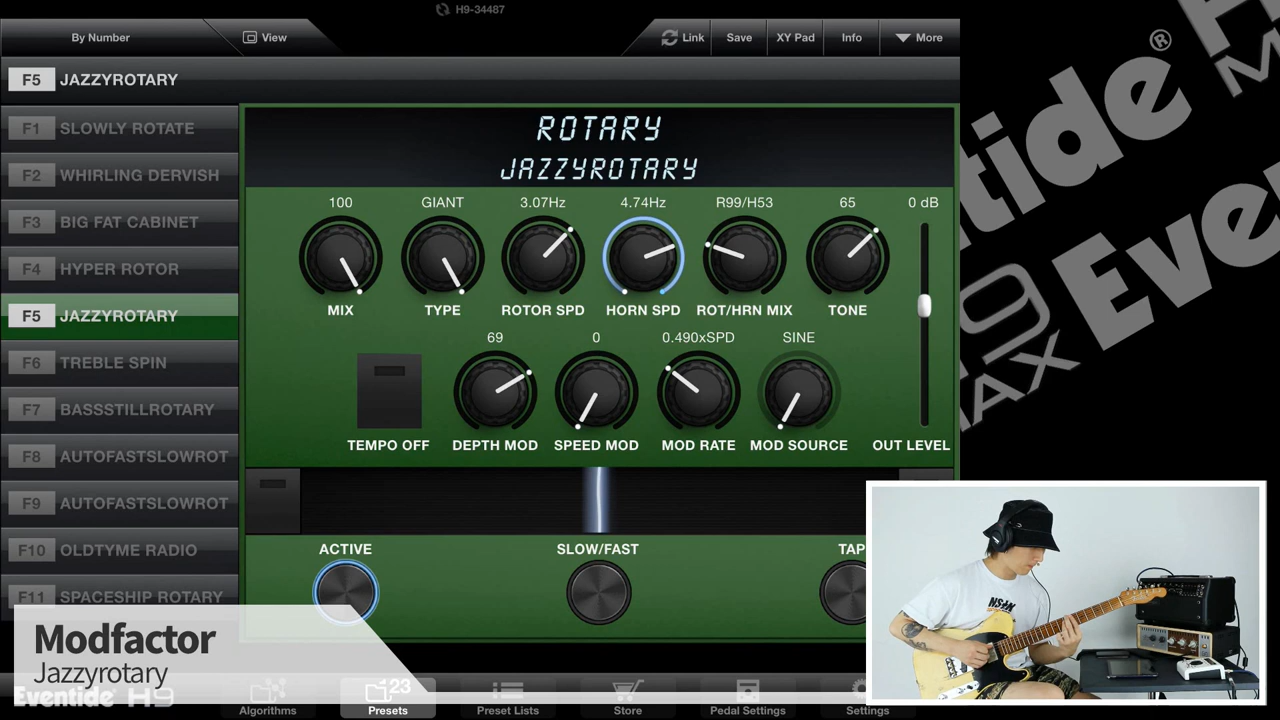 H9-34487
By Number
View
Link
Save
XY Pad
Info
More
F5 JAZZYROTARY
F1 SLOWLY ROTATE
F2 WHIRLING DERVISH
F3 BIG FAT CABINET
F4 HYPER ROTOR
F5 JAZZYROTARY
F6 TREBLE SPIN
F7 BASSSTILLROTARY
F8 AUTOFASTSLOWROT
F9 AUTOFASTSLOWROT
F10 OLDTYME RADIO
F11 SPACESHIP ROTARY
ROTARY
JAZZYROTARY
100 GIANT 3.07Hz 4.74Hz R99/H53 65 0 dB
MIX TYPE ROTOR SPD HORN SPD ROT/HRN MIX TONE
69 0 0.490xSPD SINE
TEMPO OFF DEPTH MOD SPEED MOD MOD RATE MOD SOURCE OUT LEVEL
ACTIVE SLOW/FAST TAP
Modfactor
Jazzyrotary
Eventide® H9
23
Algorithms Presets Preset Lists Store Pedal Settings Settings
tide®
Eve